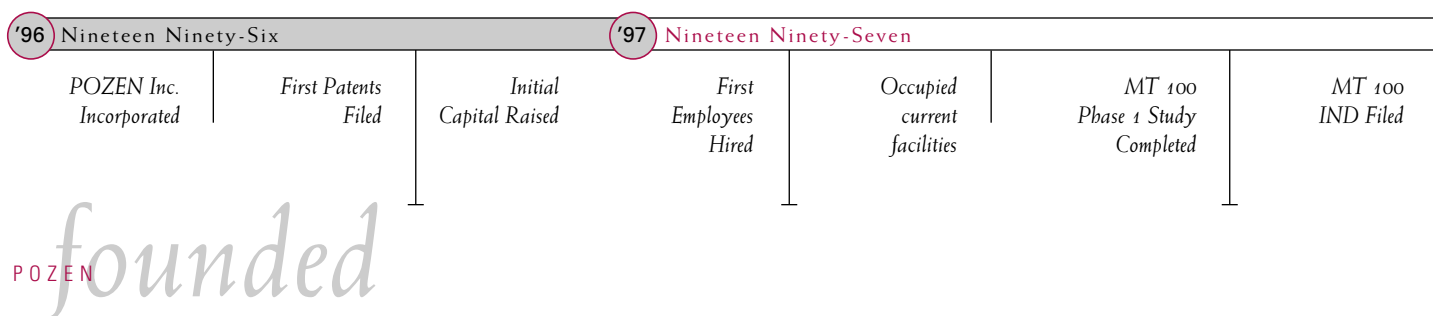 ’96 Nineteen Ninety-Six
’97 Nineteen Ninety-Seven
POZEN Inc.
Incorporated
First Patents
Filed
Initial
Capital Raised
First
Employees
Hired
Occupied
current
facilities
MT 100
Phase 1 Study
Completed
MT 100
IND Filed
POZEN founded